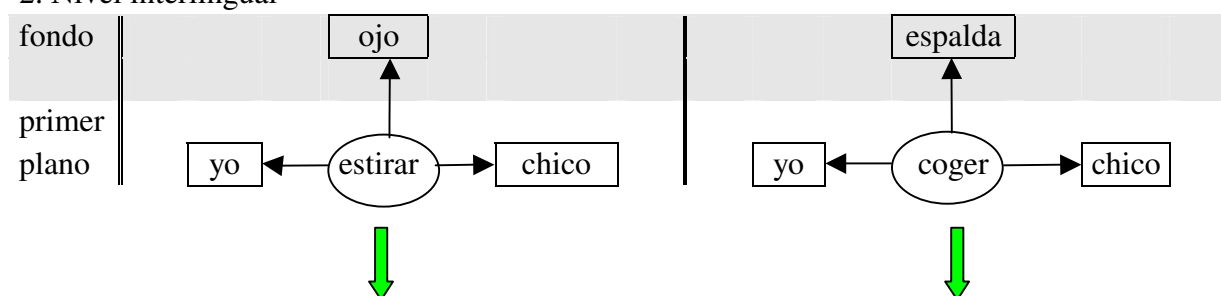 2. Nivel interlingual
fondo ojo espalda
primer
plano yo estirar chico yo coger chico